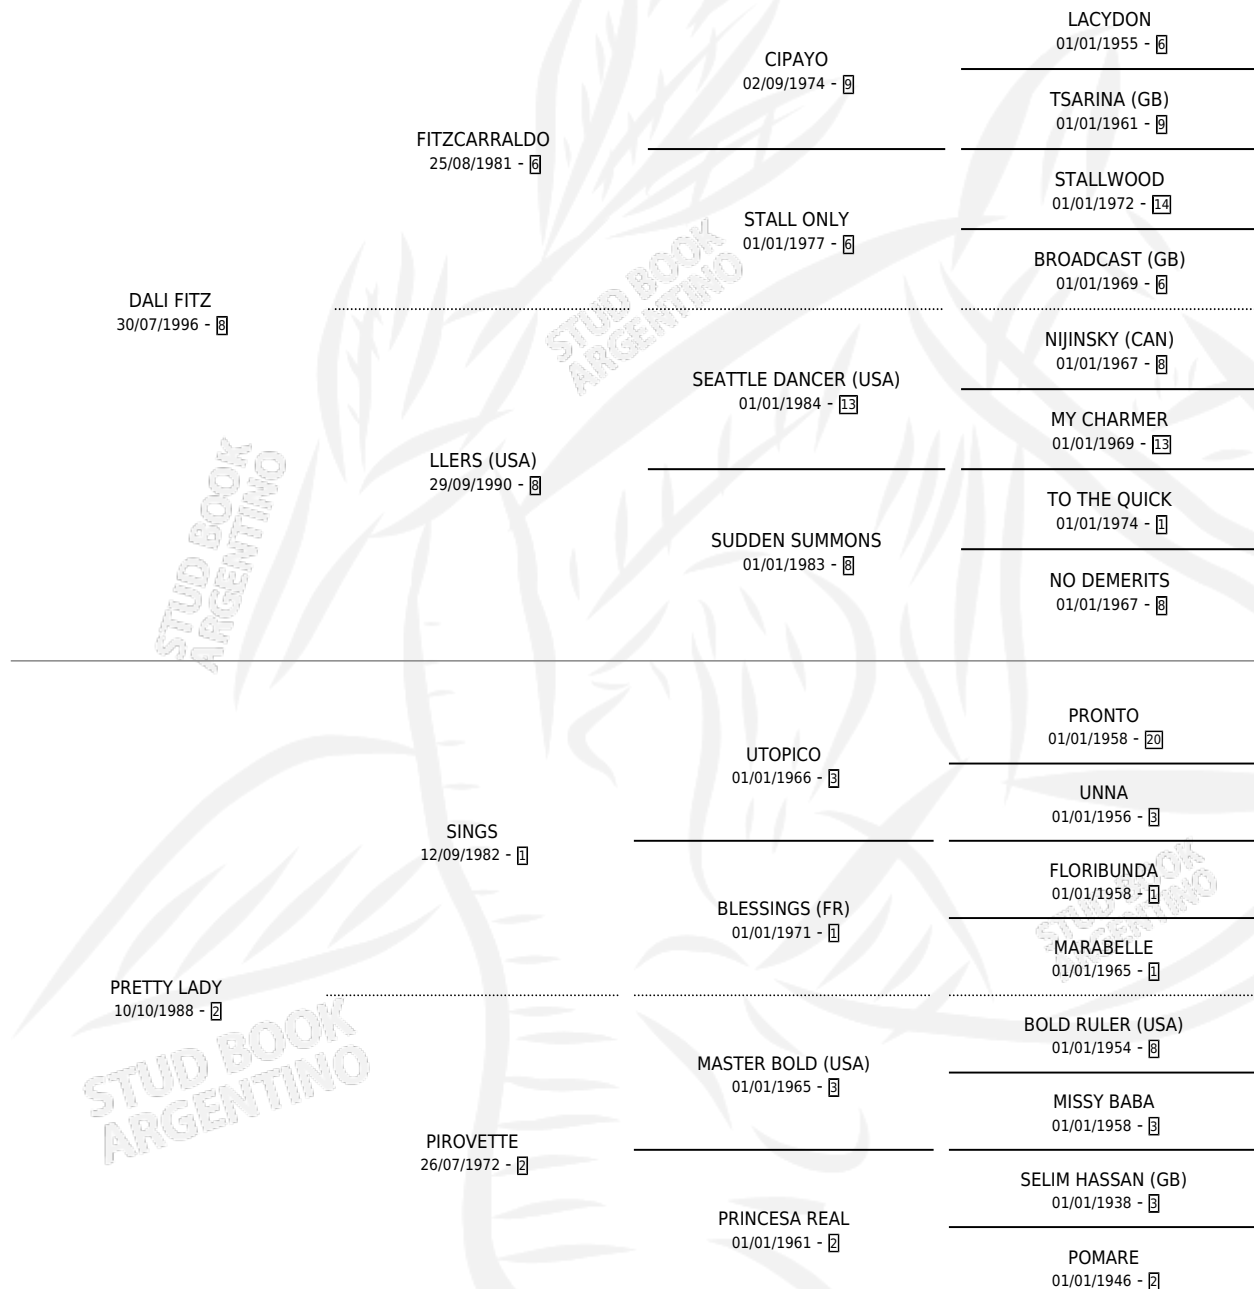 LACYDON
01/01/1955 - 6
CIPAYO
02/09/1974 - 9
TSARINA (GB)
01/01/1961 - 9
FITZCARRALDO
25/08/1981 - 6
STALLWOOD
01/01/1972 - 14
STALL ONLY
01/01/1977 - 6
BROADCAST (GB)
01/01/1969 - 6
DALI FITZ
30/07/1996 - 8
STUD BOOK
ARGENTINO
NIJINSKY (CAN)
01/01/1967 - 8
SEATTLE DANCER (USA)
01/01/1984 - 13
MY CHARMER
01/01/1969 - 13
LLERS (USA)
29/09/1990 - 8
TO THE QUICK
01/01/1974 - 1
SUDDEN SUMMONS
01/01/1983 - 8
NO DEMERITS
01/01/1967 - 8
STUD BOOK
ARGENTINO
PRONTO
01/01/1958 - 20
UTOPICO
01/01/1966 - 3
UNNA
01/01/1956 - 3
SINGS
12/09/1982 - 1
FLORIBUNDA
01/01/1958 - 1
BLESSINGS (FR)
01/01/1971 - 1
MARABELLE
01/01/1965 - 1
STUD BOOK
ARGENTINO
PRETTY LADY
10/10/1988 - 2
BOLD RULER (USA)
01/01/1954 - 8
MASTER BOLD (USA)
01/01/1965 - 3
MISSY BABA
01/01/1958 - 3
STUD BOOK
ARGENTINO
PIROVETTE
26/07/1972 - 2
SELIM HASSAN (GB)
01/01/1938 - 3
PRINCESA REAL
01/01/1961 - 2
POMARE
01/01/1946 - 2